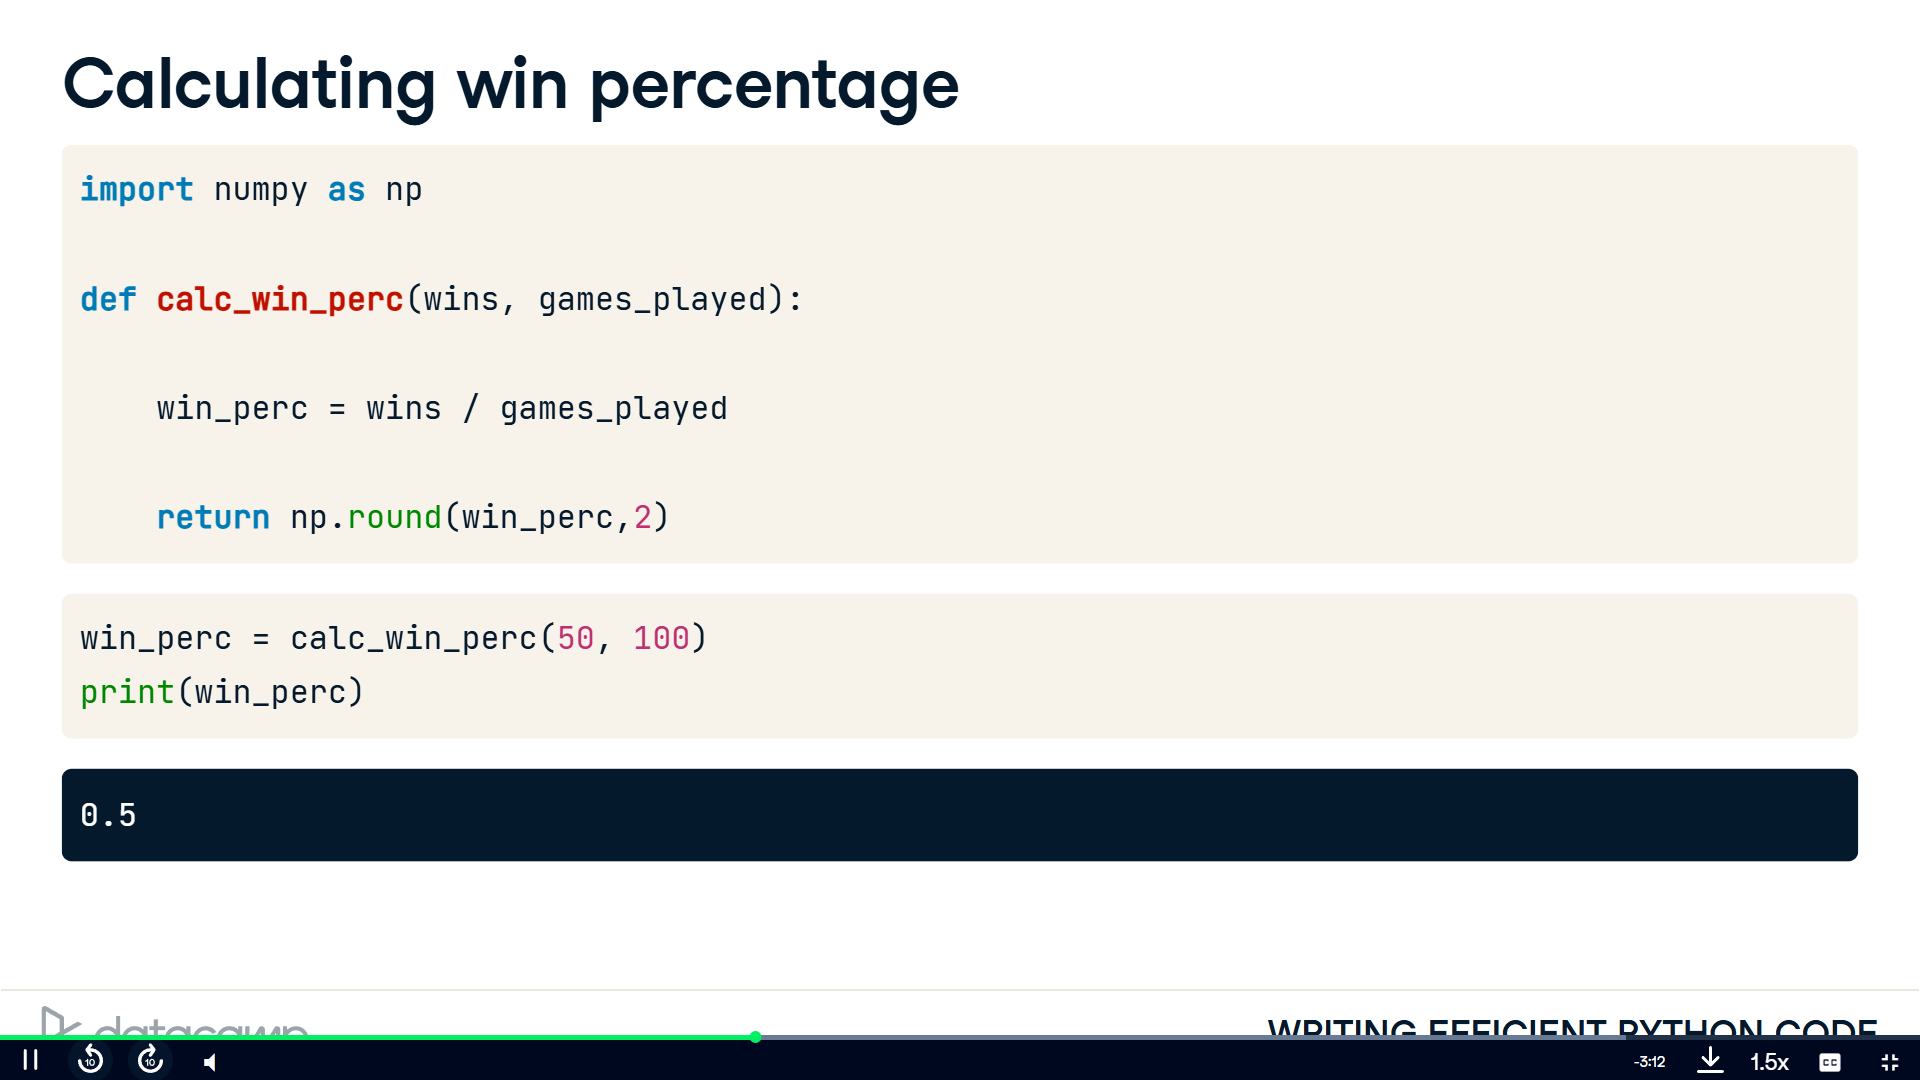 Calculating win percentage
import numpy as np
def calc_win_perc(wins, games_played):
win_perc = wins / games_played
return np.round(win_perc,2)
win_perc = calc_win_perc(50, 100)
print(win_perc)
0.5
datacamp
WRITING EFFICIENT PYTHON CODE
10
10
-3:12
1.5x
CC